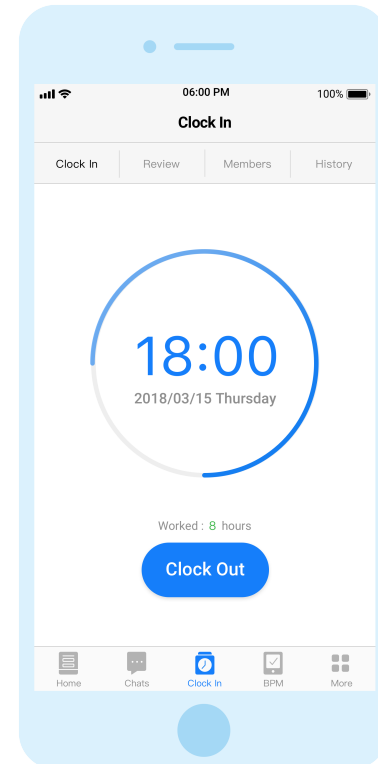 06:00 PM 100%
Clock In
Clock In Review Members History
18:00
2018/03/15 Thursday
Worked : 8 hours
Clock Out
Home Chats Clock In BPM More